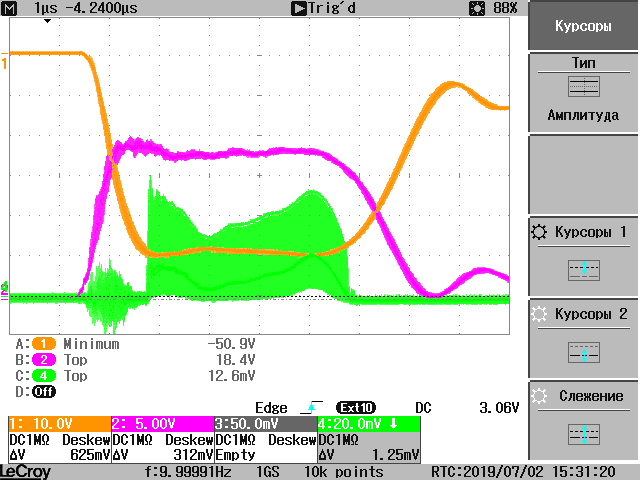 M 1µs -4.2400µs Trig´d 88%
Курсоры
Тип
Амплитуда
1
Курсоры 1
2
Курсоры 2
A: 1 Minimum -50.9V
B: 2 Top 18.4V
C: 4 Top 12.6mV
D: Off
Слежение
Edge Ext10 DC 3.06V
1: 10.0V 2: 5.00V 3:50.0mV 4:20.0mV
DC1MΩ Deskew DC1MΩ Deskew DC1MΩ Deskew DC1MΩ
ΔV 625mV ΔV 312mV Empty ΔV 1.25mV
LeCroy f:9.99991Hz 1GS 10k points RTC:2019/07/02 15:31:20